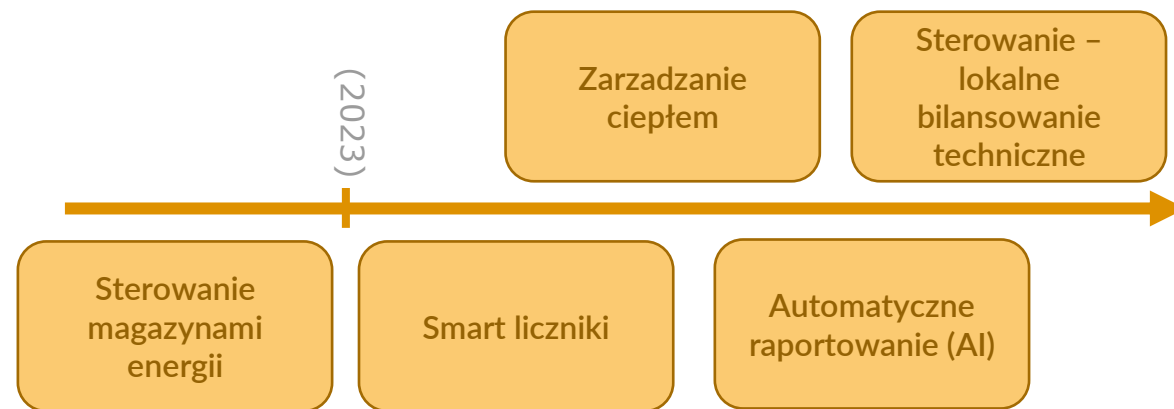 (2023)
Zarzadzanie
ciepłem
Sterowanie –
lokalne
bilansowanie
techniczne
Sterowanie
magazynami
energii
Smart liczniki
Automatyczne
raportowanie (AI)